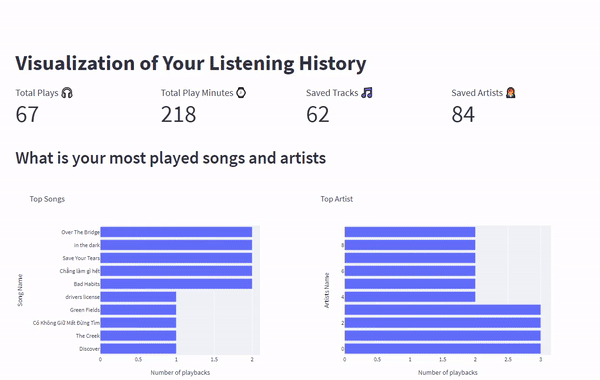 Visualization of Your Listening History
Total Plays 🎧 Total Play Minutes ⌚ Saved Tracks 🎵 Saved Artists 👩‍🎤
67 218 62 84
What is your most played songs and artists
Top Songs
Song Name
Over The Bridge
in the dark
Save Your Tears
Chẳng làm gì hết
Bad Habits
drivers license
Green Fields
Có Không Giữ Mất Đừng Tìm
The Creek
Discover
0 0.5 1 1.5 2
Number of playbacks
Top Artist
Artists Name
8
6
4
2
0
0 0.5 1 1.5 2 2.5 3
Number of playbacks